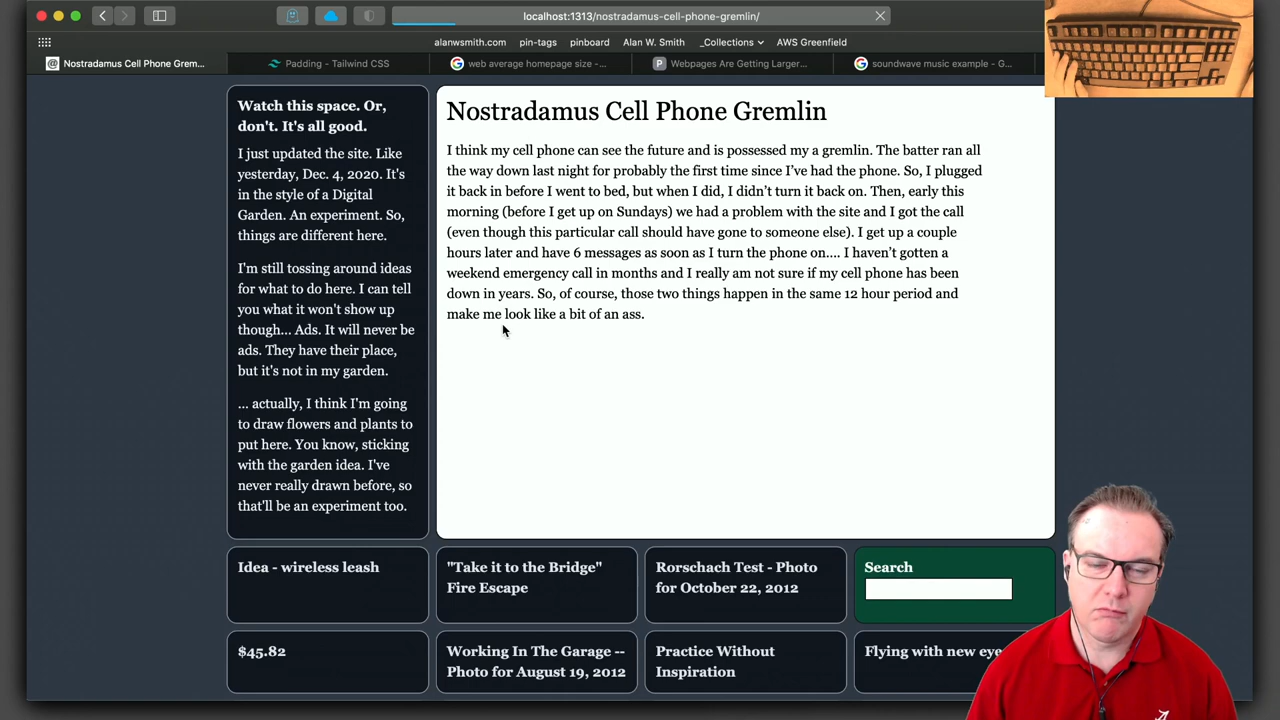 localhost:1313/nostradamus-cell-phone-gremlin/
alanwsmith.com pin-tags pinboard Alan W. Smith _Collections AWS Greenfield
@ Nostradamus Cell Phone Grem... Padding - Tailwind CSS G web average homepage size -... P Webpages Are Getting Larger... G soundwave music example - G...
Watch this space. Or,
don't. It's all good.
I just updated the site. Like
yesterday, Dec. 4, 2020. It's
in the style of a Digital
Garden. An experiment. So,
things are different here.
I'm still tossing around ideas
for what to do here. I can tell
you what it won't show up
though... Ads. It will never be
ads. They have their place,
but it's not in my garden.
... actually, I think I'm going
to draw flowers and plants to
put here. You know, sticking
with the garden idea. I've
never really drawn before, so
that'll be an experiment too.
Nostradamus Cell Phone Gremlin
I think my cell phone can see the future and is possessed my a gremlin. The batter ran all
the way down last night for probably the first time since I’ve had the phone. So, I plugged
it back in before I went to bed, but when I did, I didn’t turn it back on. Then, early this
morning (before I get up on Sundays) we had a problem with the site and I got the call
(even though this particular call should have gone to someone else). I get up a couple
hours later and have 6 messages as soon as I turn the phone on…. I haven’t gotten a
weekend emergency call in months and I really am not sure if my cell phone has been
down in years. So, of course, those two things happen in the same 12 hour period and
make me look like a bit of an ass.
Idea - wireless leash
"Take it to the Bridge"
Fire Escape
Rorschach Test - Photo
for October 22, 2012
Search
$45.82
Working In The Garage --
Photo for August 19, 2012
Practice Without
Inspiration
Flying with new eye